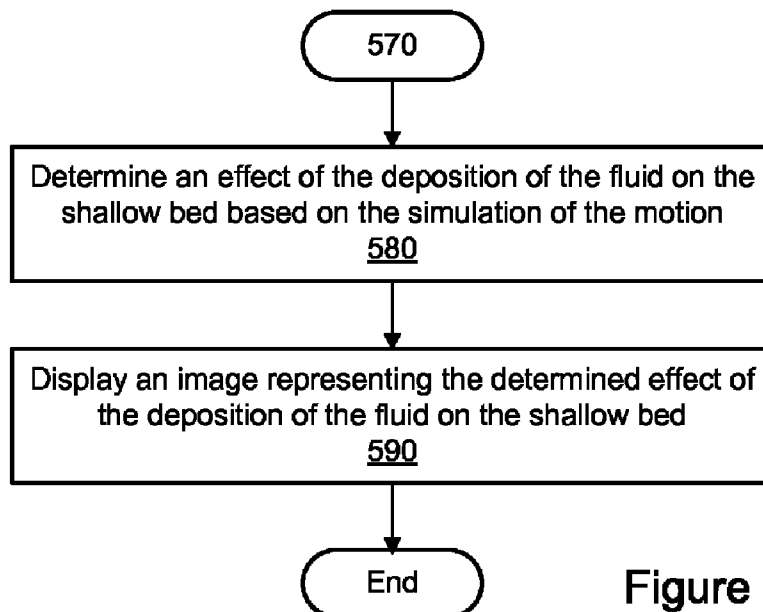 570
Determine an effect of the deposition of the fluid on the
shallow bed based on the simulation of the motion
580
Display an image representing the determined effect of
the deposition of the fluid on the shallow bed
590
End
Figure